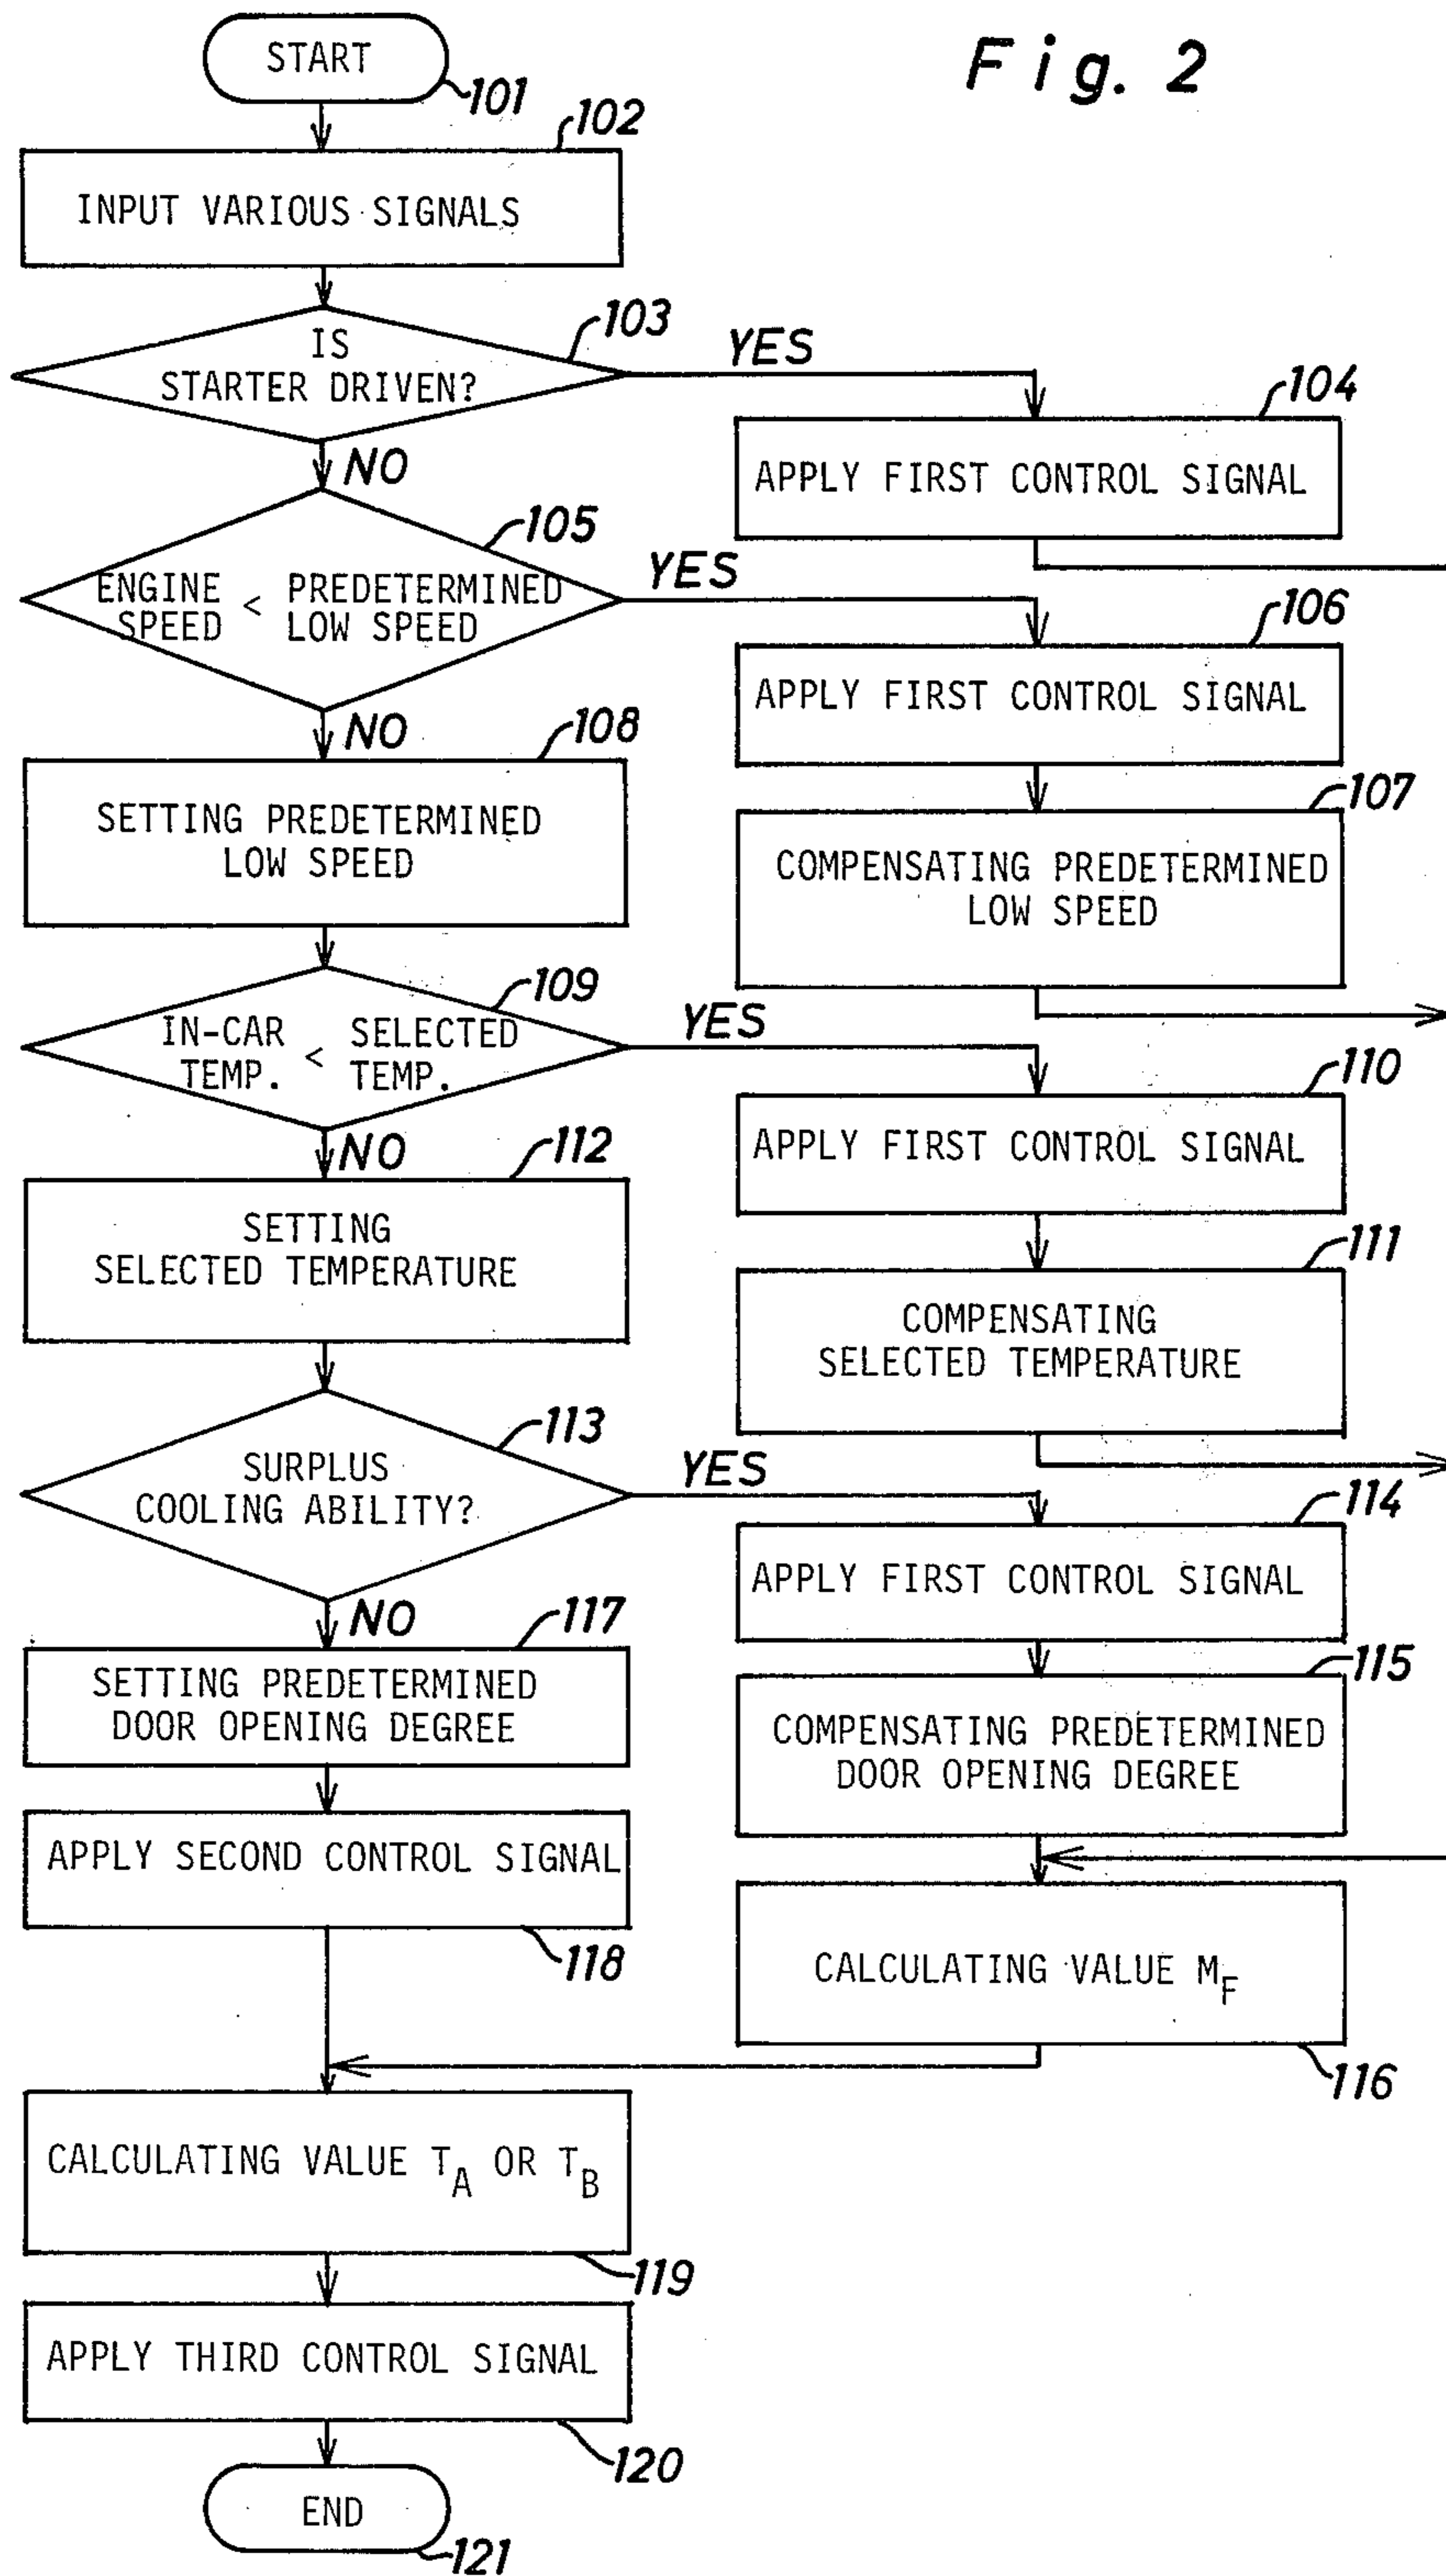 Fig. 2
START
101
102
INPUT VARIOUS SIGNALS
103
IS
STARTER DRIVEN?
YES
NO
104
APPLY FIRST CONTROL SIGNAL
105
ENGINE SPEED < PREDETERMINED LOW SPEED
YES
NO
106
APPLY FIRST CONTROL SIGNAL
107
COMPENSATING PREDETERMINED
LOW SPEED
108
SETTING PREDETERMINED
LOW SPEED
109
IN-CAR TEMP. < SELECTED TEMP.
YES
NO
110
APPLY FIRST CONTROL SIGNAL
111
COMPENSATING
SELECTED TEMPERATURE
112
SETTING
SELECTED TEMPERATURE
113
SURPLUS
COOLING ABILITY?
YES
NO
114
APPLY FIRST CONTROL SIGNAL
115
COMPENSATING PREDETERMINED
DOOR OPENING DEGREE
117
SETTING PREDETERMINED
DOOR OPENING DEGREE
APPLY SECOND CONTROL SIGNAL
118
CALCULATING VALUE M_F
116
CALCULATING VALUE T_A OR T_B
119
APPLY THIRD CONTROL SIGNAL
120
END
121